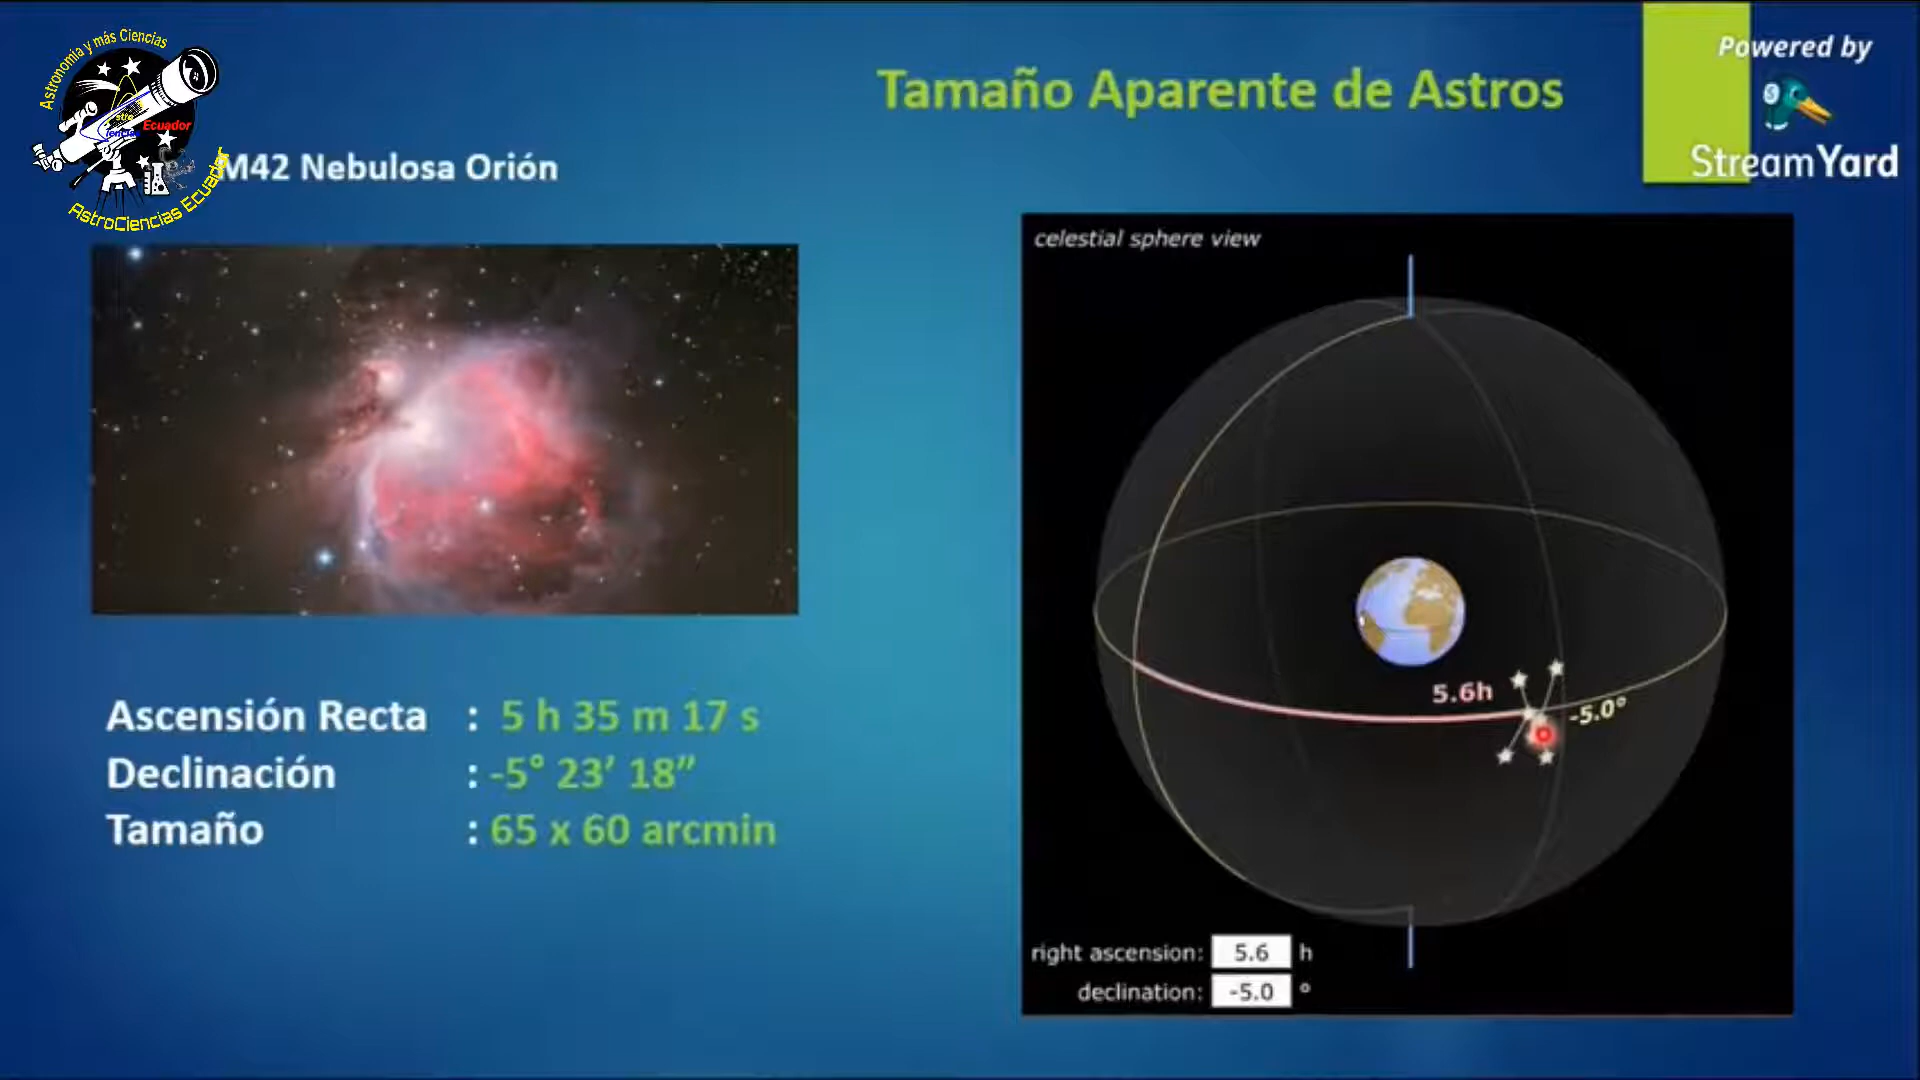 Astronomía y más Ciencias
Ecuador
AstroCiencias Ecuador
Powered by
StreamYard
Tamaño Aparente de Astros
M42 Nebulosa Orión
celestial sphere view
5.6h
-5.0°
Ascensión Recta : 5 h 35 m 17 s
Declinación : -5° 23’ 18”
Tamaño : 65 x 60 arcmin
right ascension: 5.6 h
declination: -5.0 °